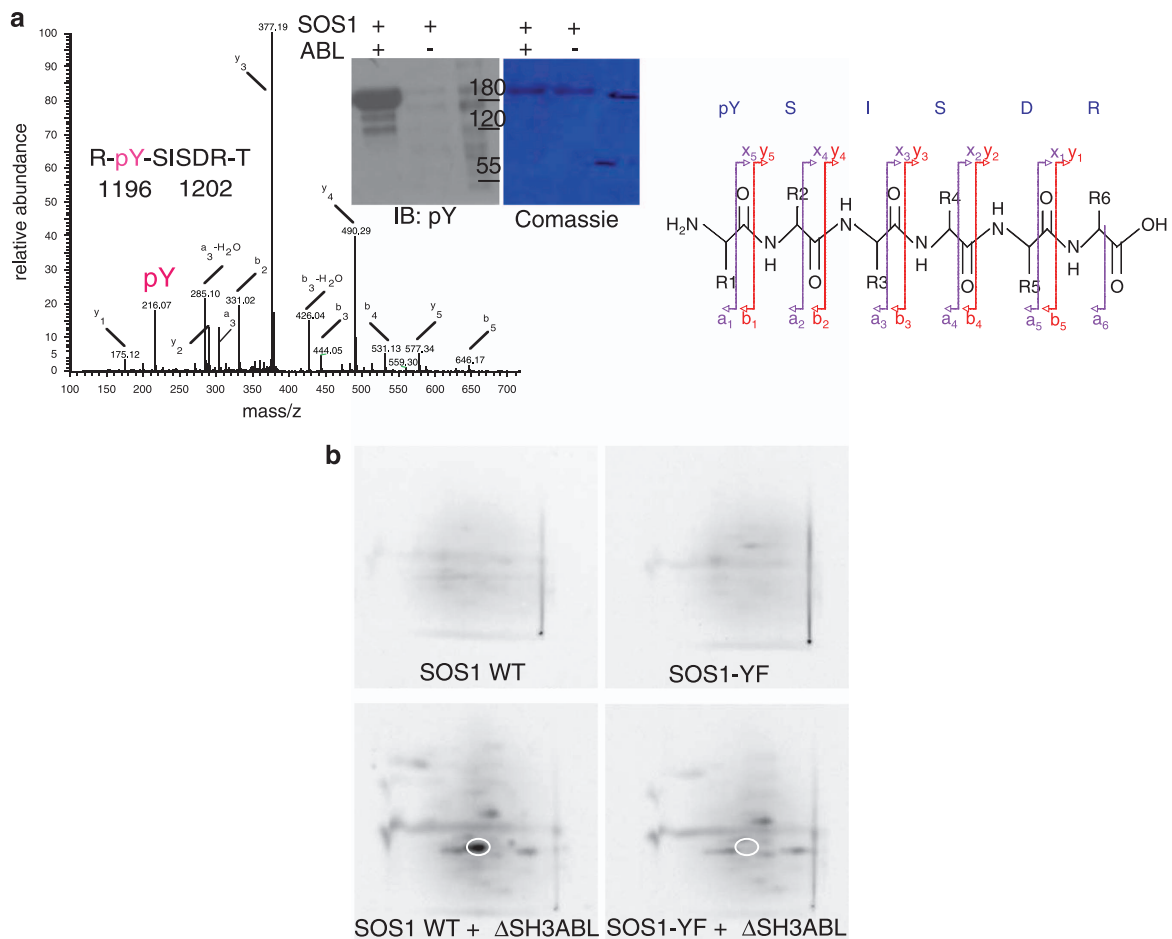 a
SOS1 + + + +
ABL + - + -
180
120
55
IB: pY
Comassie
relative abundance
100
90
80
70
60
50
40
30
20
10
5
0
377.19
y3
R-pY-SISDR-T
1196 1202
pY
y4
490.29
a3-H2O
285.10
b2
331.02
216.07
b3-H2O
426.04
y1
175.12
y2
a3
b3
444.05
b4
531.13
559.30
y5
577.34
b5
646.17
100 150 200 250 300 350 400 450 500 550 600 650 700
mass/z
pY S I S D R
x5 y5 x4 y4 x3 y3 x2 y2 x1 y1
O R2 H O R4 H O R6
H2N N N N N N OH
R1 H O R3 H O R5 H O
a1 b1 a2 b2 a3 b3 a4 b4 a5 b5 a6
b
SOS1 WT
SOS1-YF
SOS1 WT + ΔSH3ABL
SOS1-YF + ΔSH3ABL